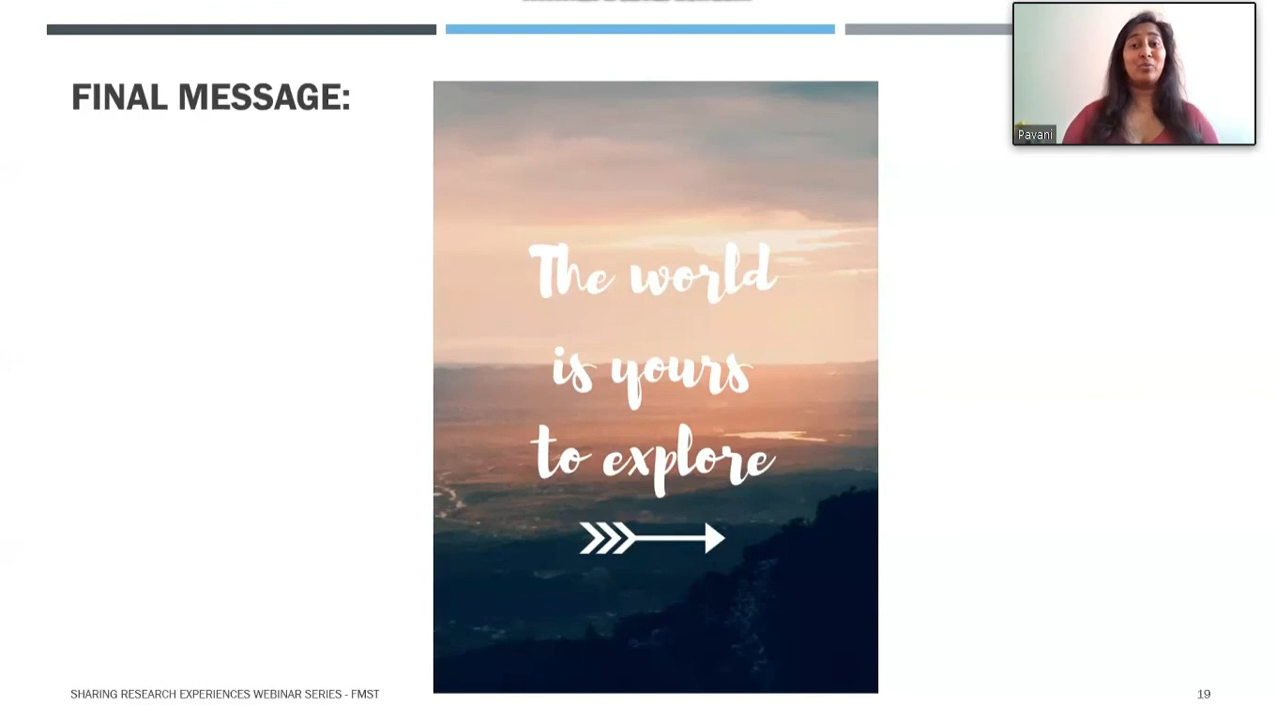 FINAL MESSAGE:
Pavani
The world
is yours
to explore
SHARING RESEARCH EXPERIENCES WEBINAR SERIES - FMST
19